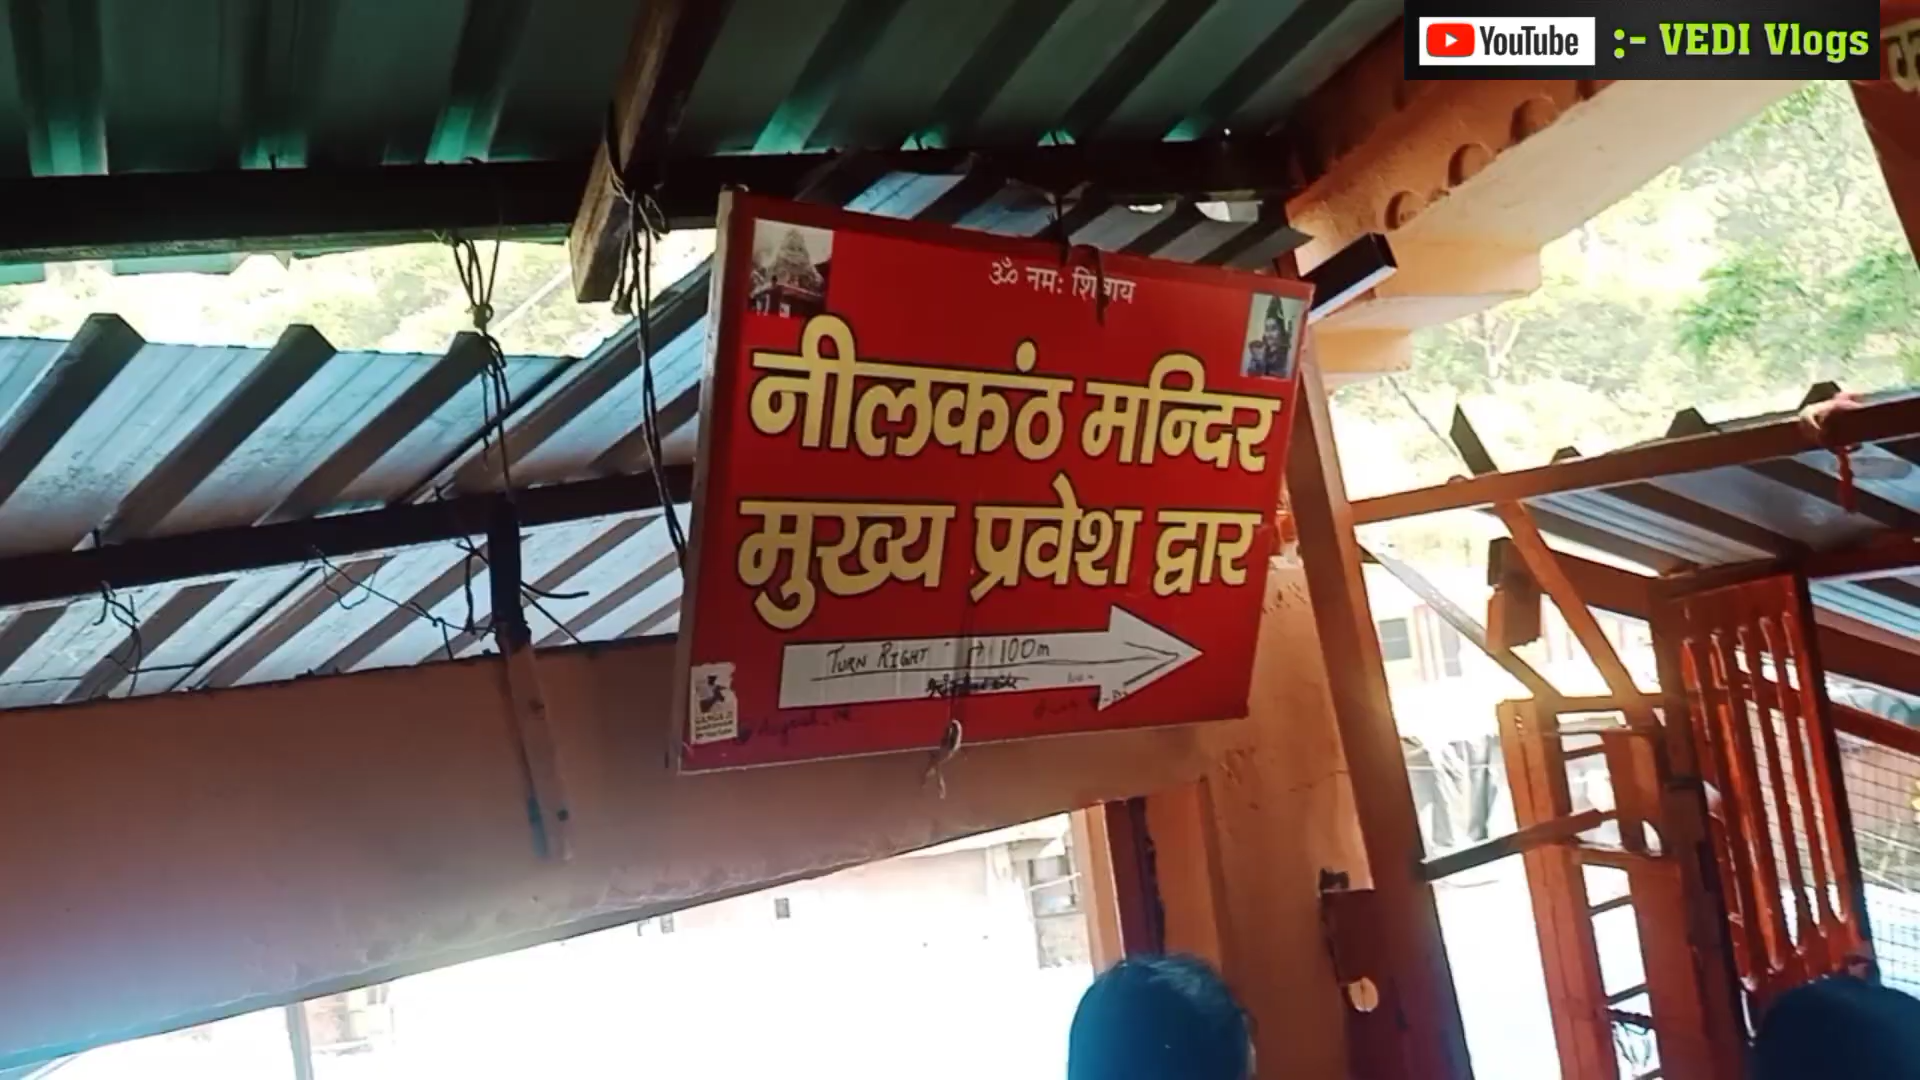 YouTube :- VEDI Vlogs
ॐ नमः शिवाय
नीलकंठ मन्दिर
मुख्य प्रवेश द्वार
TURN RIGHT 100m